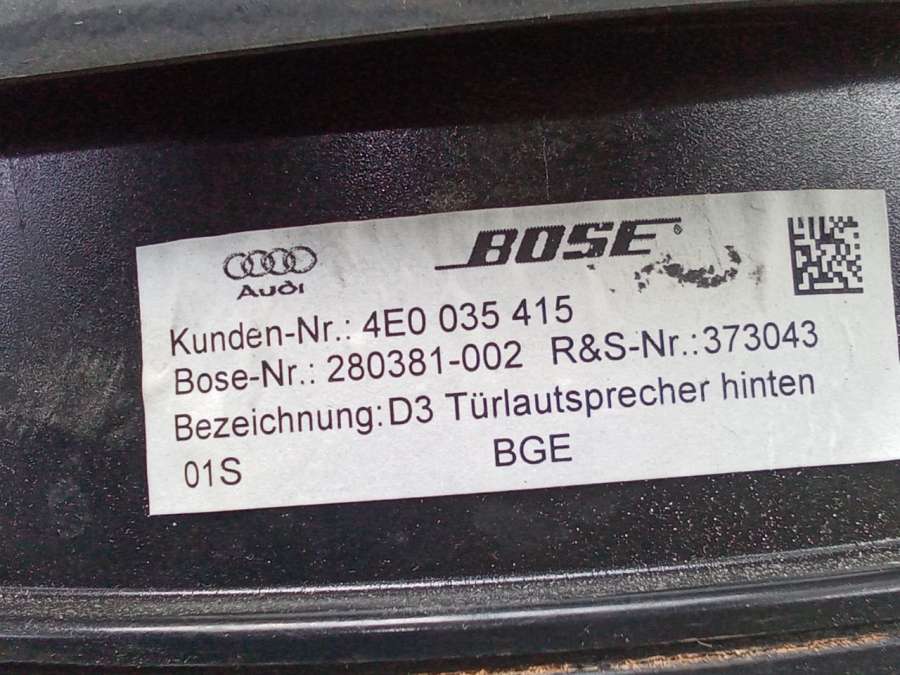 Audi
BOSE®
Kunden-Nr.: 4E0 035 415
Bose-Nr.: 280381-002 R&S-Nr.:373043
Bezeichnung:D3 Türlautsprecher hinten
01S BGE